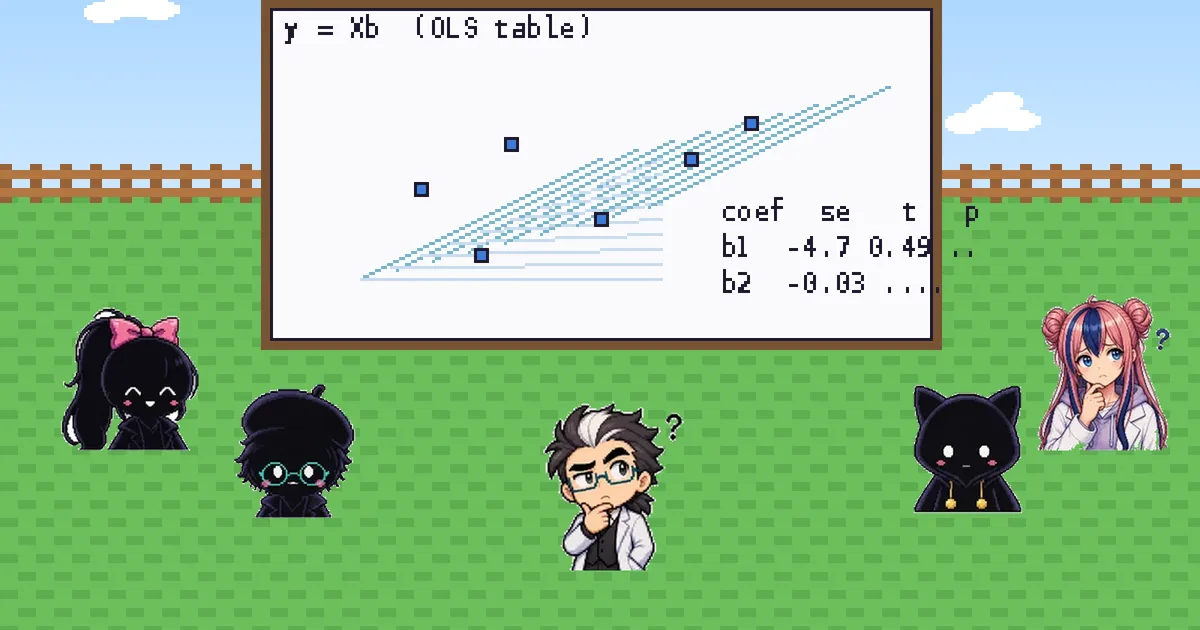 y = Xb (OLS table)
coef se t p
b1 -4.7 0.49 ..
b2 -0.03 ....
?
?